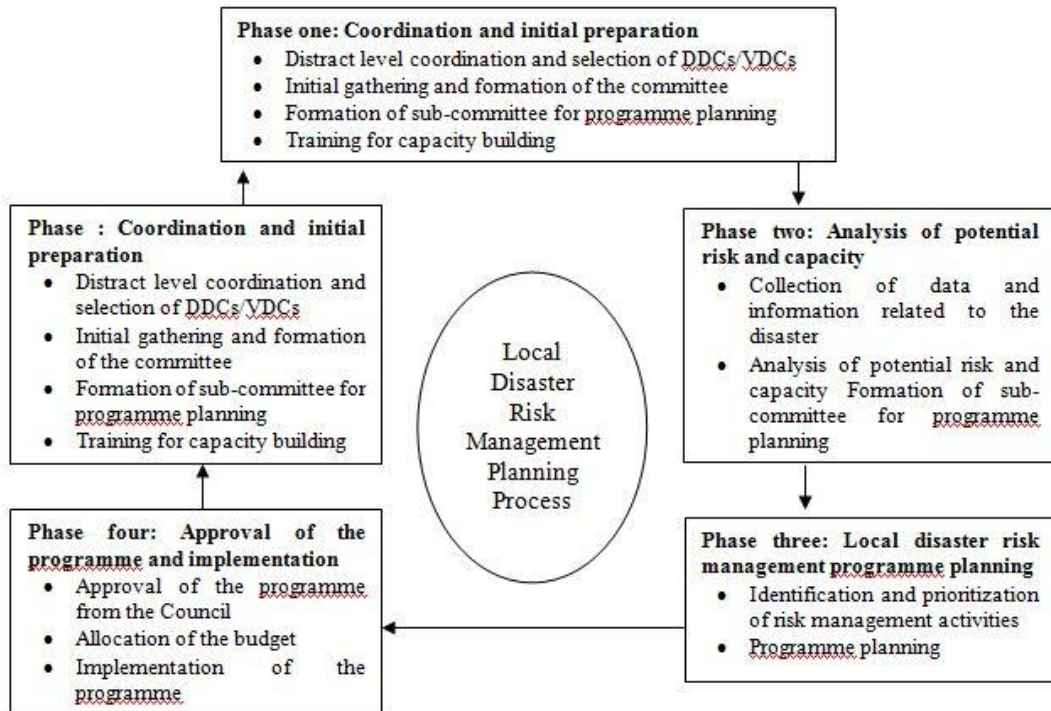 Phase one: Coordination and initial preparation
• Distract level coordination and selection of DDCs/VDCs
• Initial gathering and formation of the committee
• Formation of sub-committee for programme planning
• Training for capacity building
Phase two: Analysis of potential
risk and capacity
• Collection of data and
information related to the
disaster
• Analysis of potential risk and
capacity Formation of sub-
committee for programme
planning
Phase three: Local disaster risk
management programme planning
• Identification and prioritization
of risk management activities
• Programme planning
Phase four: Approval of the
programme and implementation
• Approval of the programme
from the Council
• Allocation of the budget
• Implementation of the
programme
Phase : Coordination and initial
preparation
• Distract level coordination and
selection of DDCs/VDCs
• Initial gathering and formation
of the committee
• Formation of sub-committee for
programme planning
• Training for capacity building
Local
Disaster
Risk
Management
Planning
Process